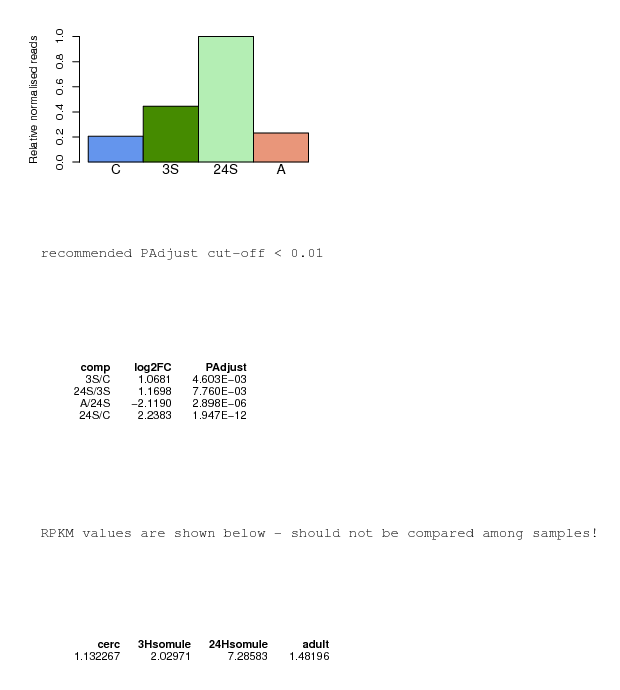 Relative normalised reads
1.0
0.8
0.6
0.4
0.2
0.0
C 3S 24S A
recommended PAdjust cut-off < 0.01
comp log2FC PAdjust
3S/C 1.0681 4.603E−03
24S/3S 1.1698 7.760E−03
A/24S −2.1190 2.898E−06
24S/C 2.2383 1.947E−12
RPKM values are shown below - should not be compared among samples!
cerc 3Hsomule 24Hsomule adult
1.132267 2.02971 7.28583 1.48196